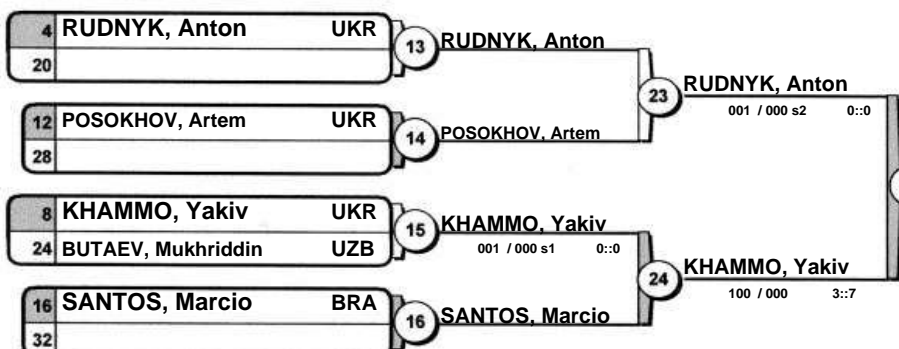 4 RUDNYK, Anton UKR
20
13 RUDNYK, Anton
12 POSOKHOV, Artem UKR
28
14 POSOKHOV, Artem
23 RUDNYK, Anton
001 / 000 s2 0::0
8 KHAMMO, Yakiv UKR
24 BUTAEV, Mukhriddin UZB
15 KHAMMO, Yakiv
001 / 000 s1 0::0
16 SANTOS, Marcio BRA
32
16 SANTOS, Marcio
24 KHAMMO, Yakiv
100 / 000 3::7